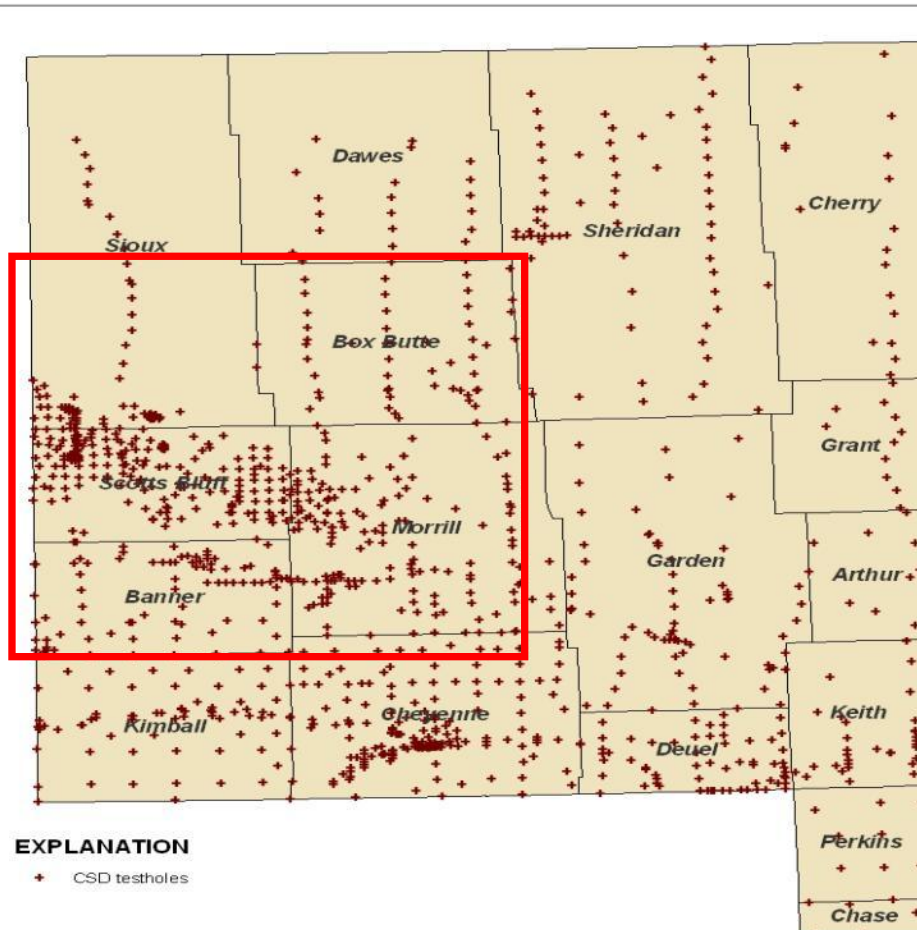 Dawes
Cherry
Sheridan
Sioux
Box Butte
Grant
Scotts Bluff
Morrill
Garden
Arthur
Banner
Keith
Cheyenne
Kimball
Deuel
Perkins
Chase
EXPLANATION
CSD testholes